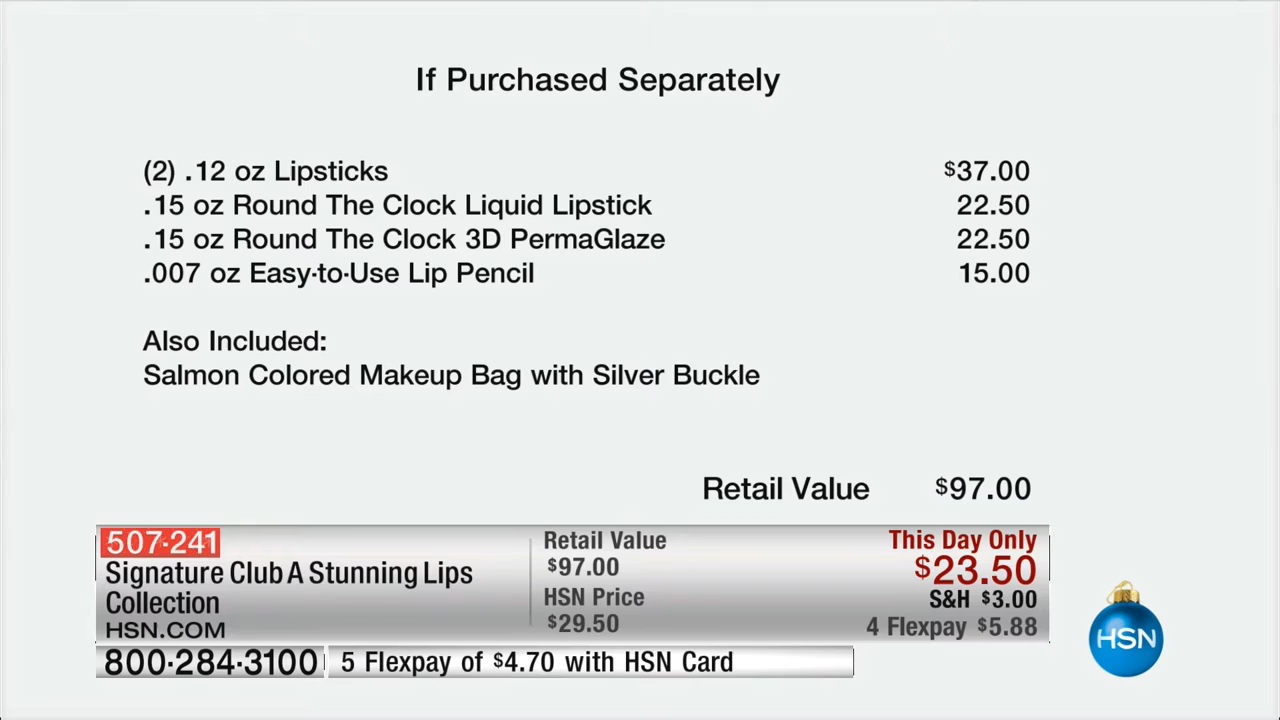 If Purchased Separately
(2) .12 oz Lipsticks $37.00
.15 oz Round The Clock Liquid Lipstick 22.50
.15 oz Round The Clock 3D PermaGlaze 22.50
.007 oz Easy-to-Use Lip Pencil 15.00
Also Included:
Salmon Colored Makeup Bag with Silver Buckle
Retail Value $97.00
507-241
Signature Club A Stunning Lips
Collection
HSN.COM
Retail Value
$97.00
HSN Price
$29.50
This Day Only
$23.50
S&H $3.00
4 Flexpay $5.88
800-284-3100
5 Flexpay of $4.70 with HSN Card
HSN